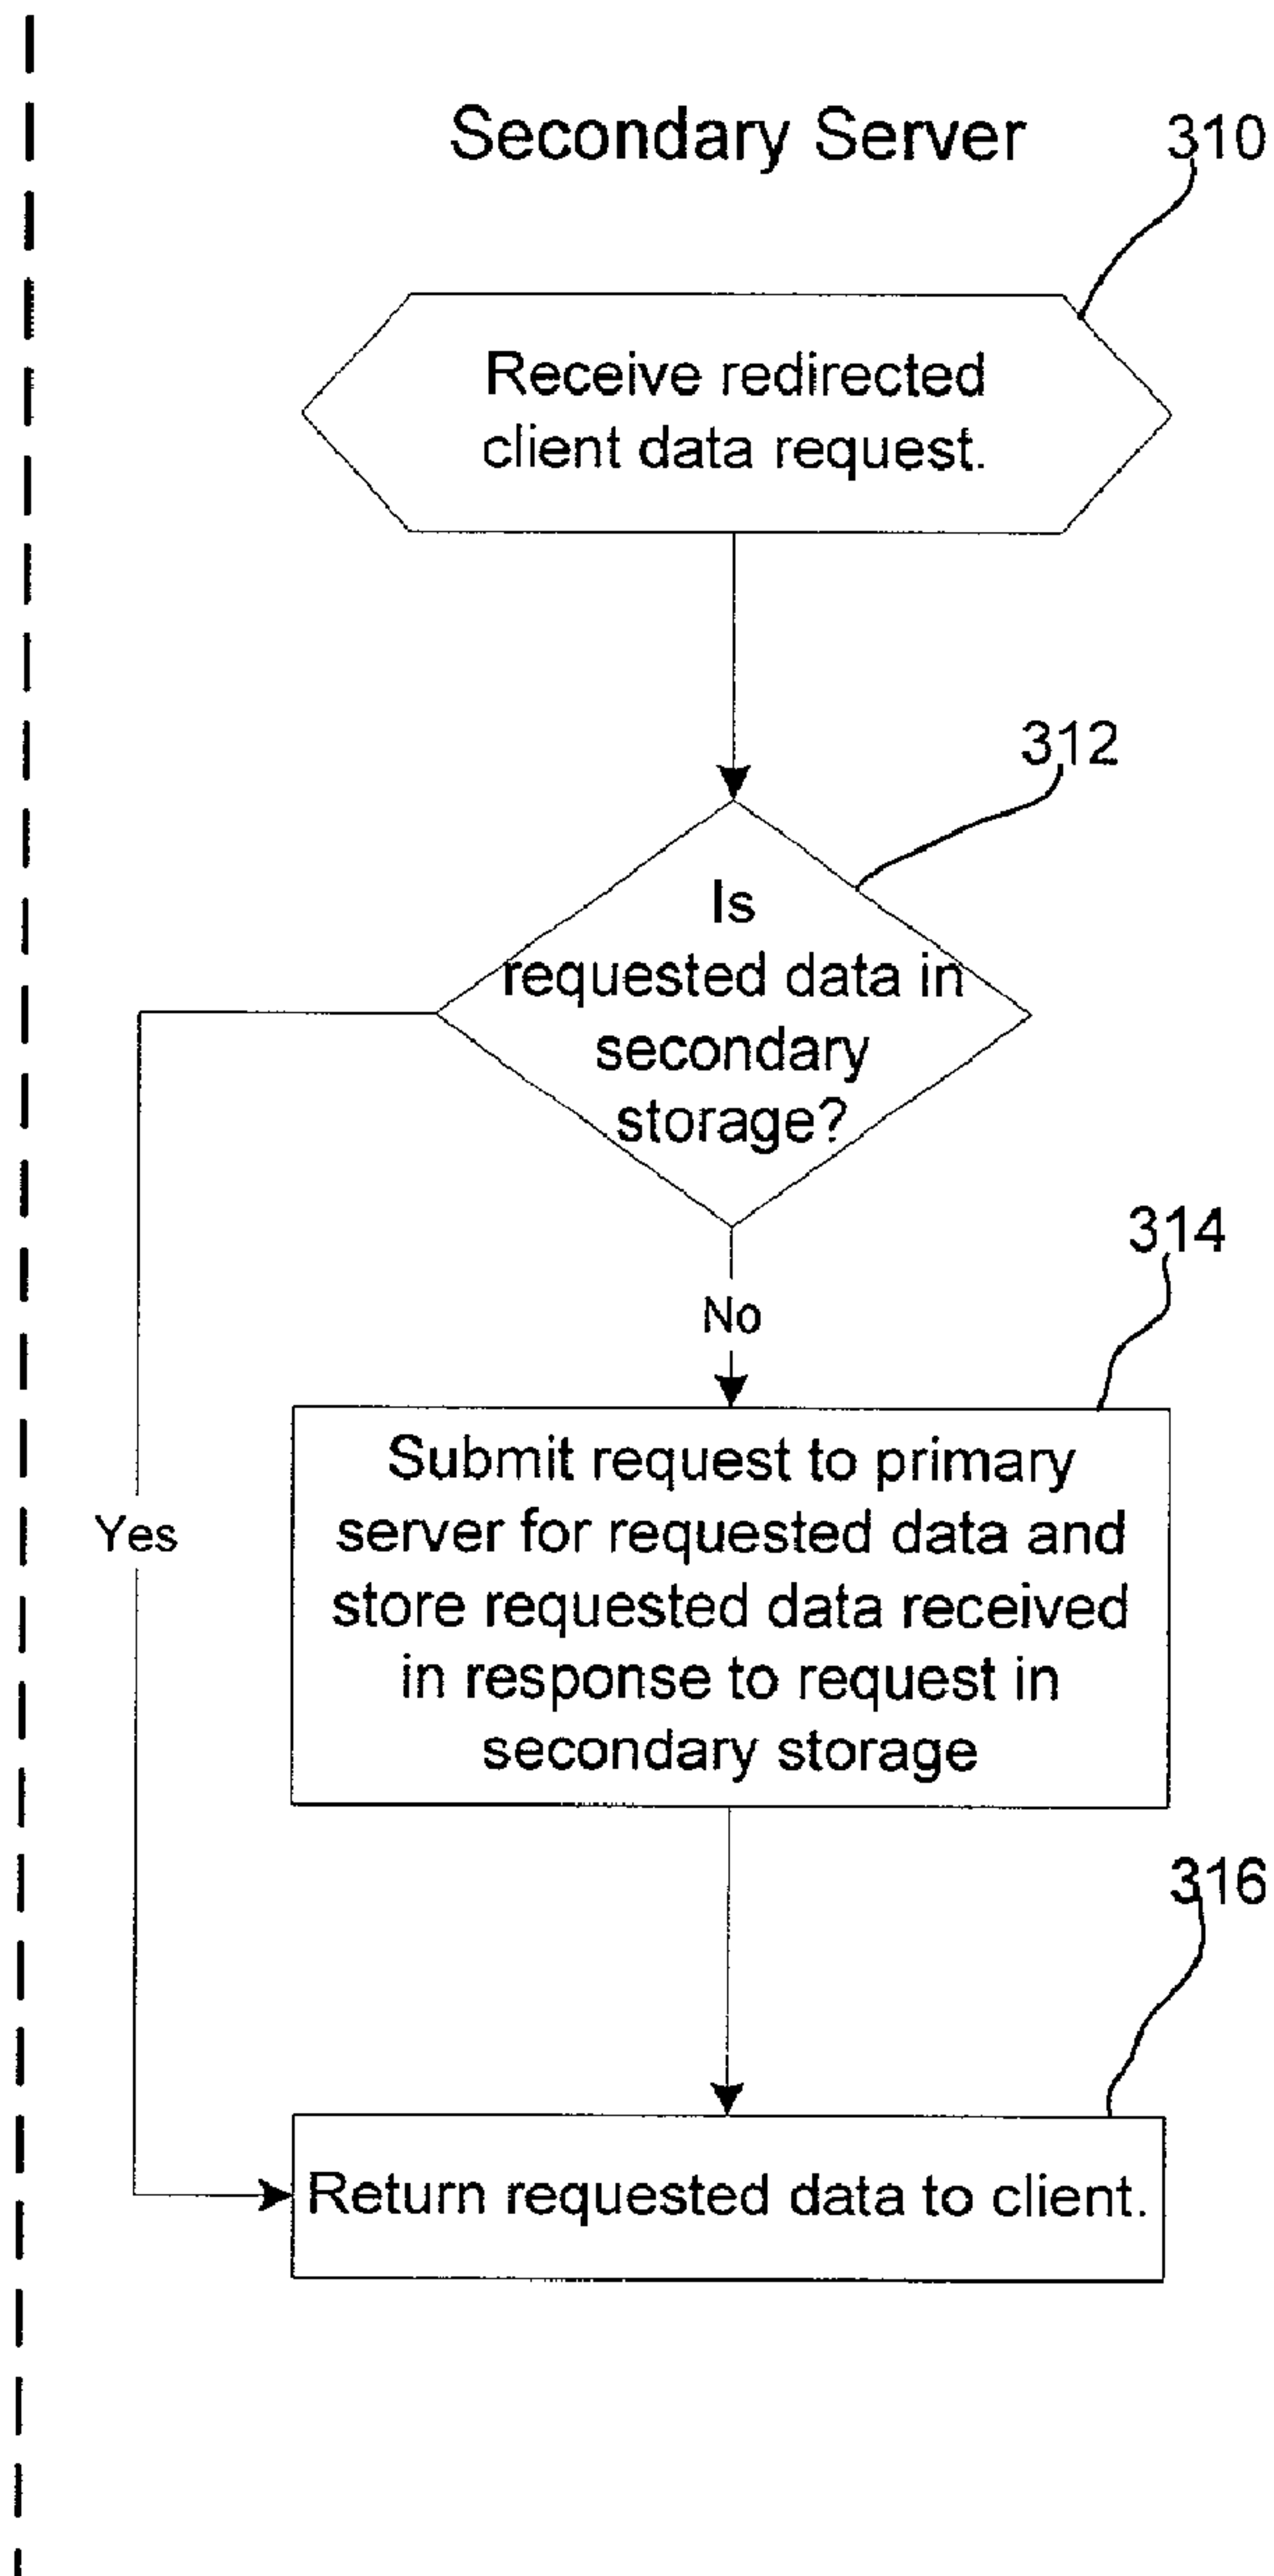 Secondary Server
310
Receive redirected
client data request.
312
Is
requested data in
secondary
storage?
314
No
Submit request to primary
server for requested data and
store requested data received
in response to request in
secondary storage
Yes
316
Return requested data to client.